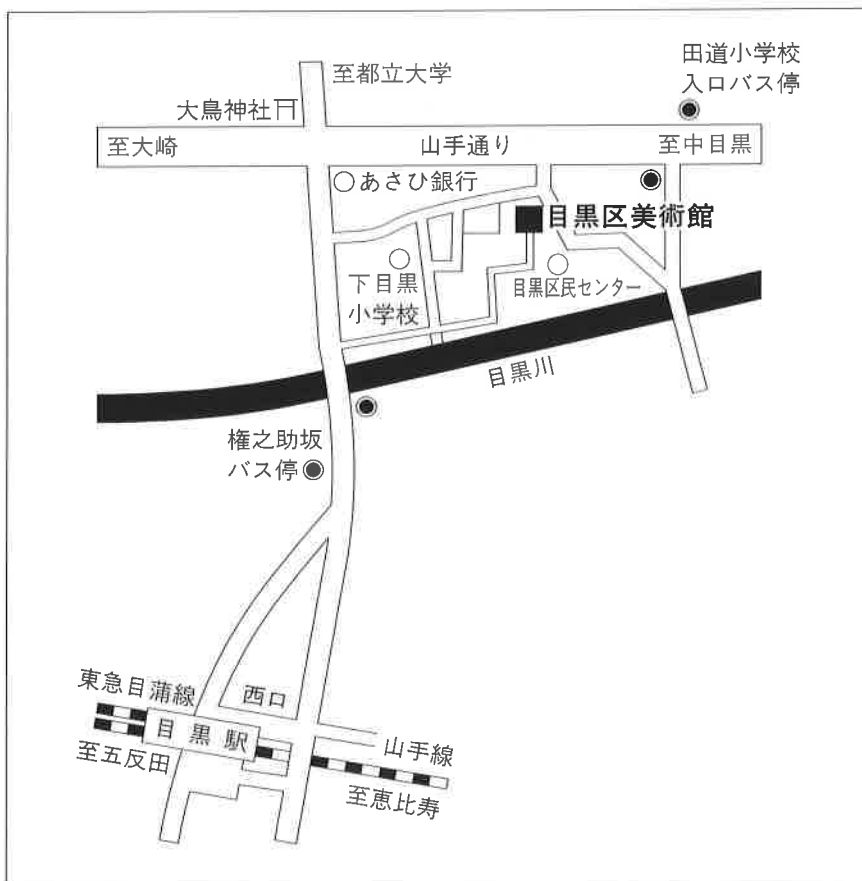 田道小学校
入口バス停
至都立大学
大鳥神社
至大崎
山手通り
至中目黒
あさひ銀行
目黒区美術館
下目黒
小学校
目黒区民センター
目黒川
権之助坂
バス停
東急目蒲線
西口
目黒駅
山手線
至五反田
至恵比寿